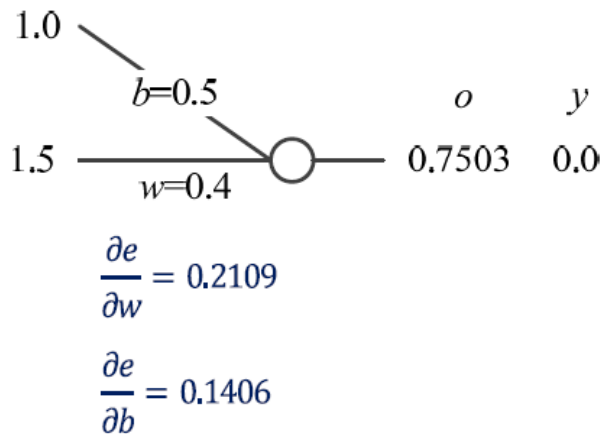 1.0
b=0.5
o y
1.5 0.7503 0.0
w=0.4
∂e/∂w = 0.2109
∂e/∂b = 0.1406